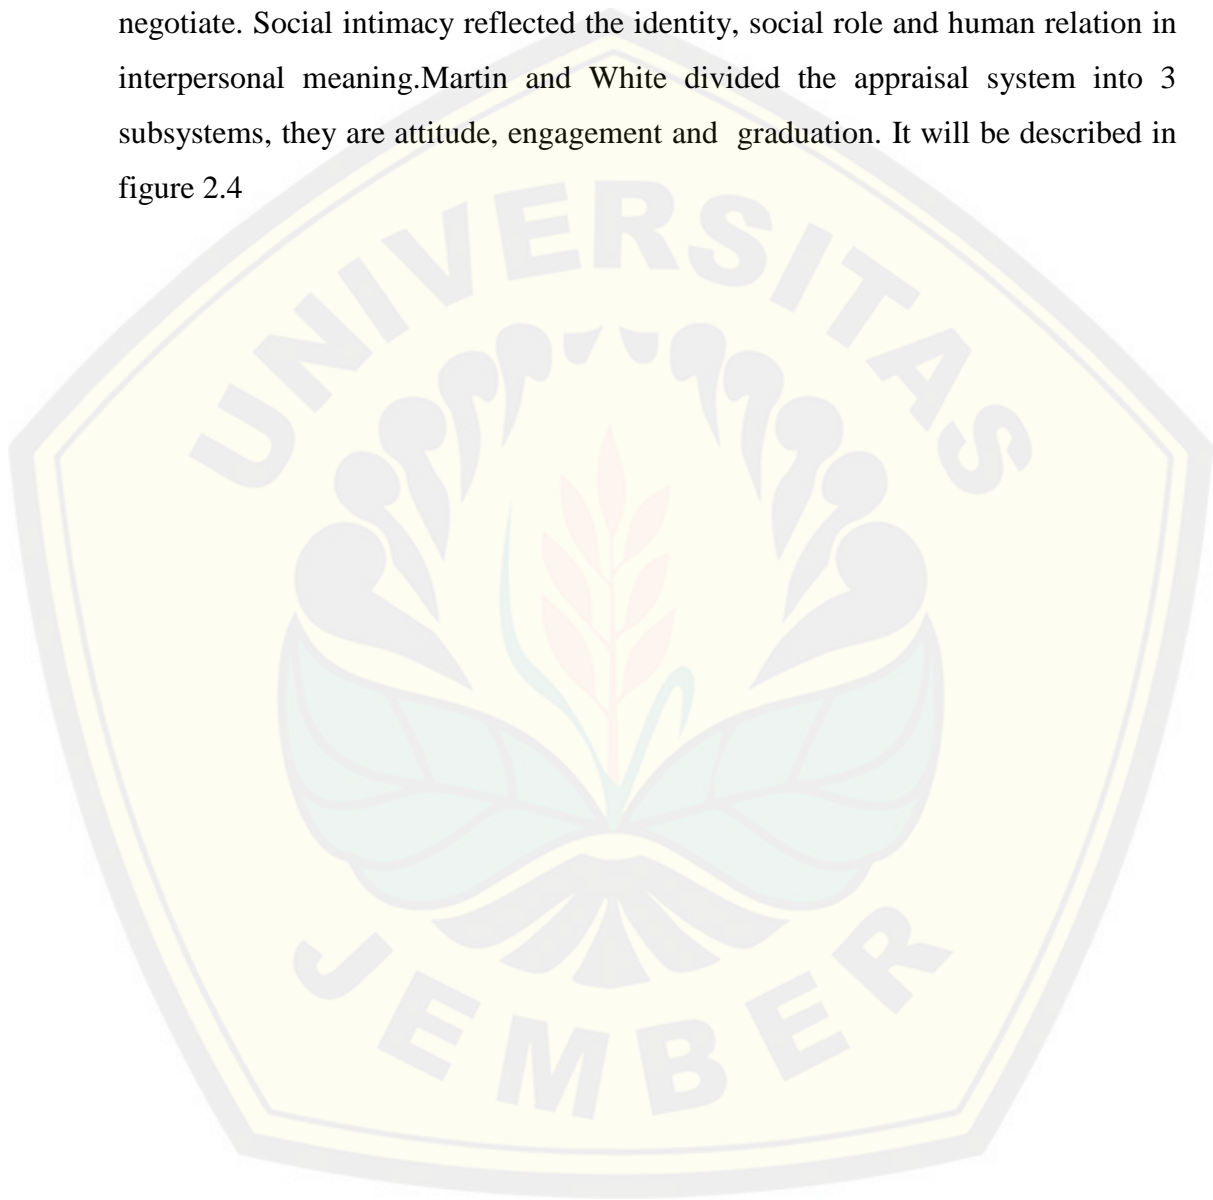 negotiate. Social intimacy reflected the identity, social role and human relation in
interpersonal meaning.Martin and White divided the appraisal system into 3
subsystems, they are attitude, engagement and graduation. It will be described in
figure 2.4
UNIVERSITAS
JEMBER